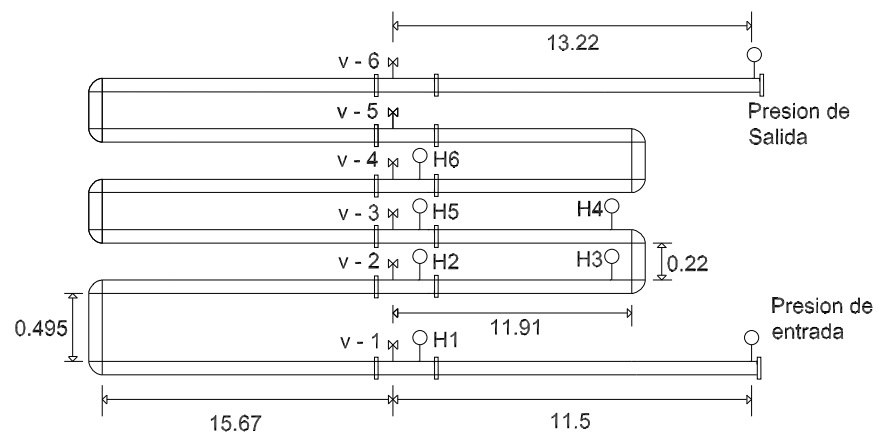 13.22
v - 6
Presion de
Salida
v - 5
v - 4
H6
v - 3
H5
H4
v - 2
H2
H3
0.22
0.495
11.91
Presion de
entrada
v - 1
H1
15.67
11.5